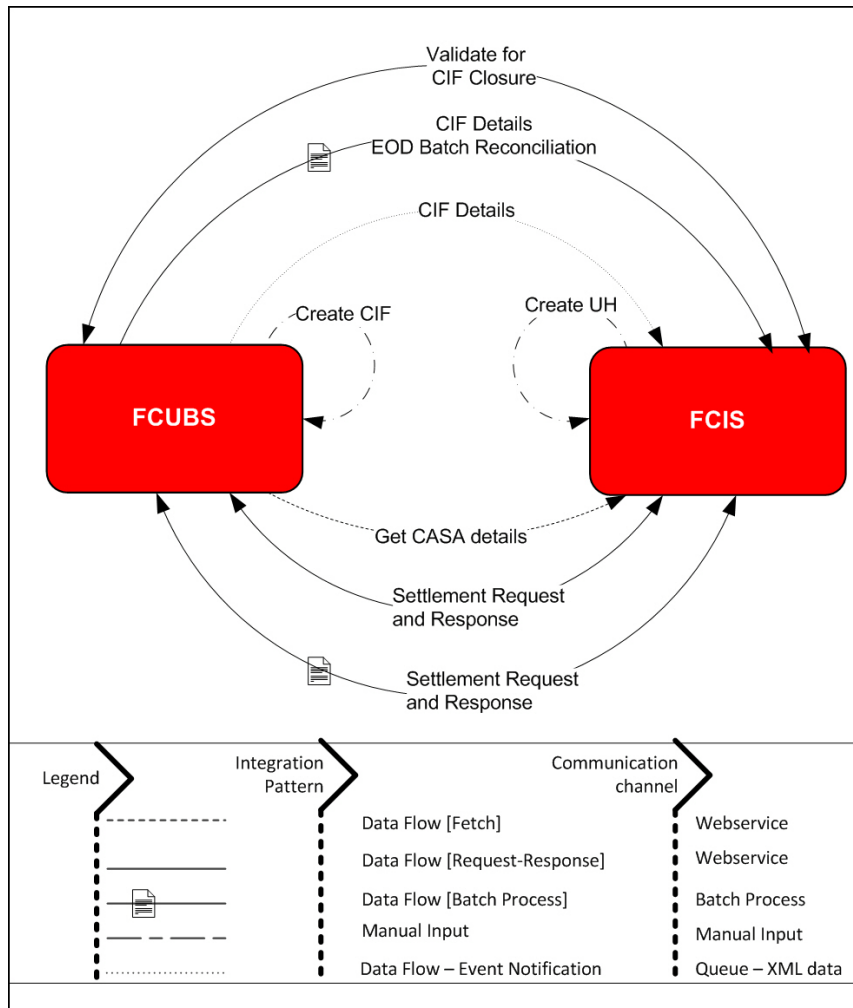 Validate for
CIF Closure
CIF Details
EOD Batch Reconciliation
CIF Details
Create CIF
Create UH
FCUBS
FCIS
Get CASA details
Settlement Request
and Response
Settlement Request
and Response
Legend
Integration
Pattern
Communication
channel
Data Flow [Fetch]
Webservice
Data Flow [Request-Response]
Webservice
Data Flow [Batch Process]
Batch Process
Manual Input
Manual Input
Data Flow – Event Notification
Queue – XML data